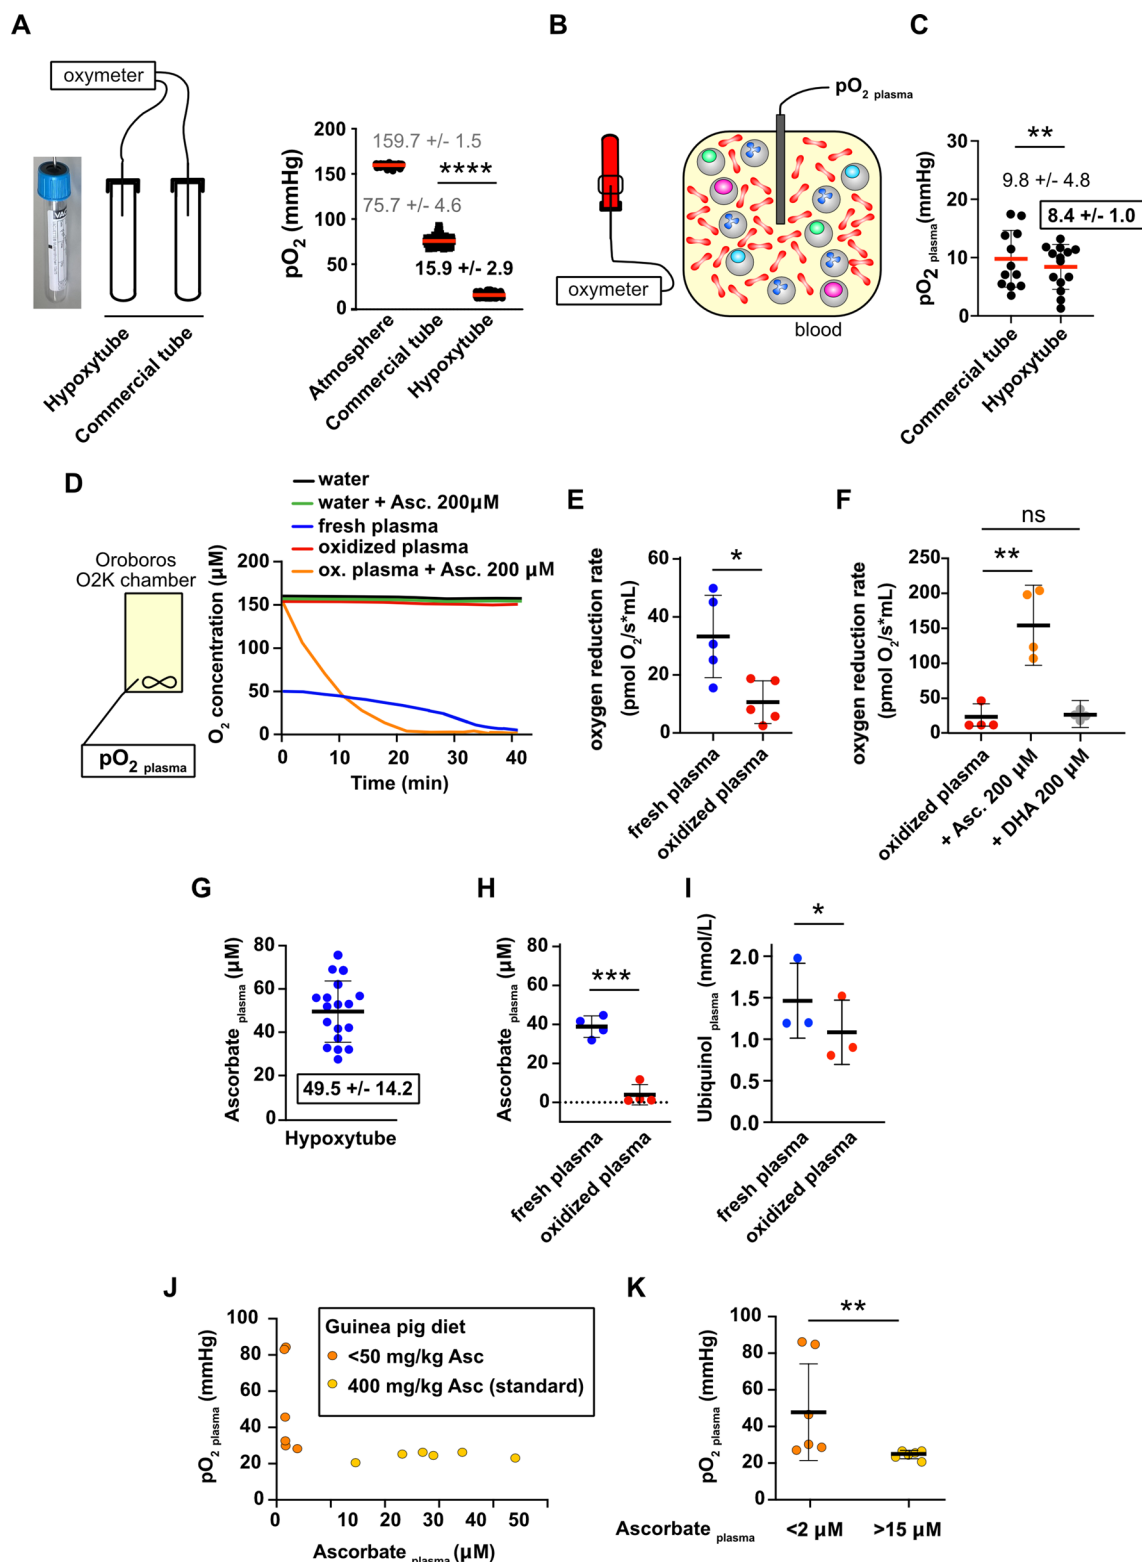 A
oxymeter
VAC
Hypoxytube
Commercial tube
pO2 (mmHg)
200
150
100
50
0
159.7 +/- 1.5
75.7 +/- 4.6
****
15.9 +/- 2.9
Atmosphere
Commercial tube
Hypoxytube
B
pO2 plasma
oxymeter
blood
C
pO2 plasma (mmHg)
30
20
10
0
**
9.8 +/- 4.8
8.4 +/- 1.0
Commercial tube
Hypoxytube
D
Oroboros
O2K chamber
pO2 plasma
water
water + Asc. 200µM
fresh plasma
oxidized plasma
ox. plasma + Asc. 200 µM
O2 concentration (µM)
200
150
100
50
0
0
10
20
30
40
Time (min)
E
oxygen reduction rate
(pmol O2/s*mL)
60
40
20
0
*
fresh plasma
oxidized plasma
F
oxygen reduction rate
(pmol O2/s*mL)
250
200
150
100
50
0
ns
**
oxidized plasma
+ Asc. 200 µM
+ DHA 200 µM
G
Ascorbate plasma (µM)
80
60
40
20
0
49.5 +/- 14.2
Hypoxytube
H
Ascorbate plasma (µM)
80
60
40
20
0
***
fresh plasma
oxidized plasma
I
Ubiquinol plasma (nmol/L)
2.0
1.5
1.0
0.5
0.0
*
fresh plasma
oxidized plasma
J
pO2 plasma (mmHg)
100
80
60
40
20
0
Guinea pig diet
<50 mg/kg Asc
400 mg/kg Asc (standard)
0
10
20
30
40
50
Ascorbate plasma (µM)
K
pO2 plasma (mmHg)
100
80
60
40
20
0
**
Ascorbate plasma
<2 µM
>15 µM